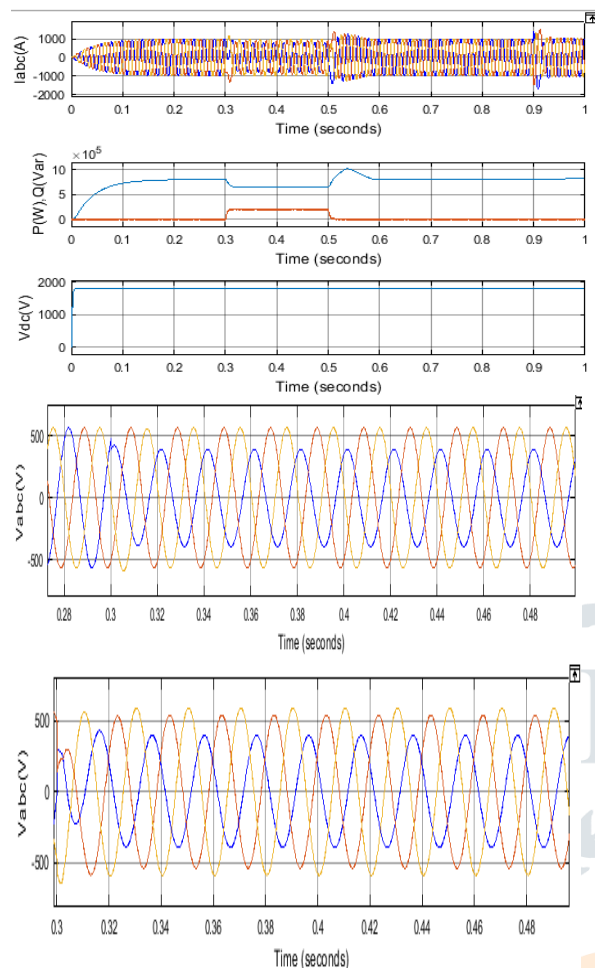 Iabc(A)
1000
0
-1000
-2000
0 0.1 0.2 0.3 0.4 0.5 0.6 0.7 0.8 0.9 1
Time (seconds)
×10^5
P(W),Q(Var)
10
5
0
0 0.1 0.2 0.3 0.4 0.5 0.6 0.7 0.8 0.9 1
Time (seconds)
Vdc(V)
2000
1000
0
0 0.1 0.2 0.3 0.4 0.5 0.6 0.7 0.8 0.9 1
Time (seconds)
Vabc(V)
500
0
-500
0.28 0.3 0.32 0.34 0.36 0.38 0.4 0.42 0.44 0.46 0.48
Time (seconds)
Vabc(V)
500
0
-500
0.3 0.32 0.34 0.36 0.38 0.4 0.42 0.44 0.46 0.48
Time (seconds)